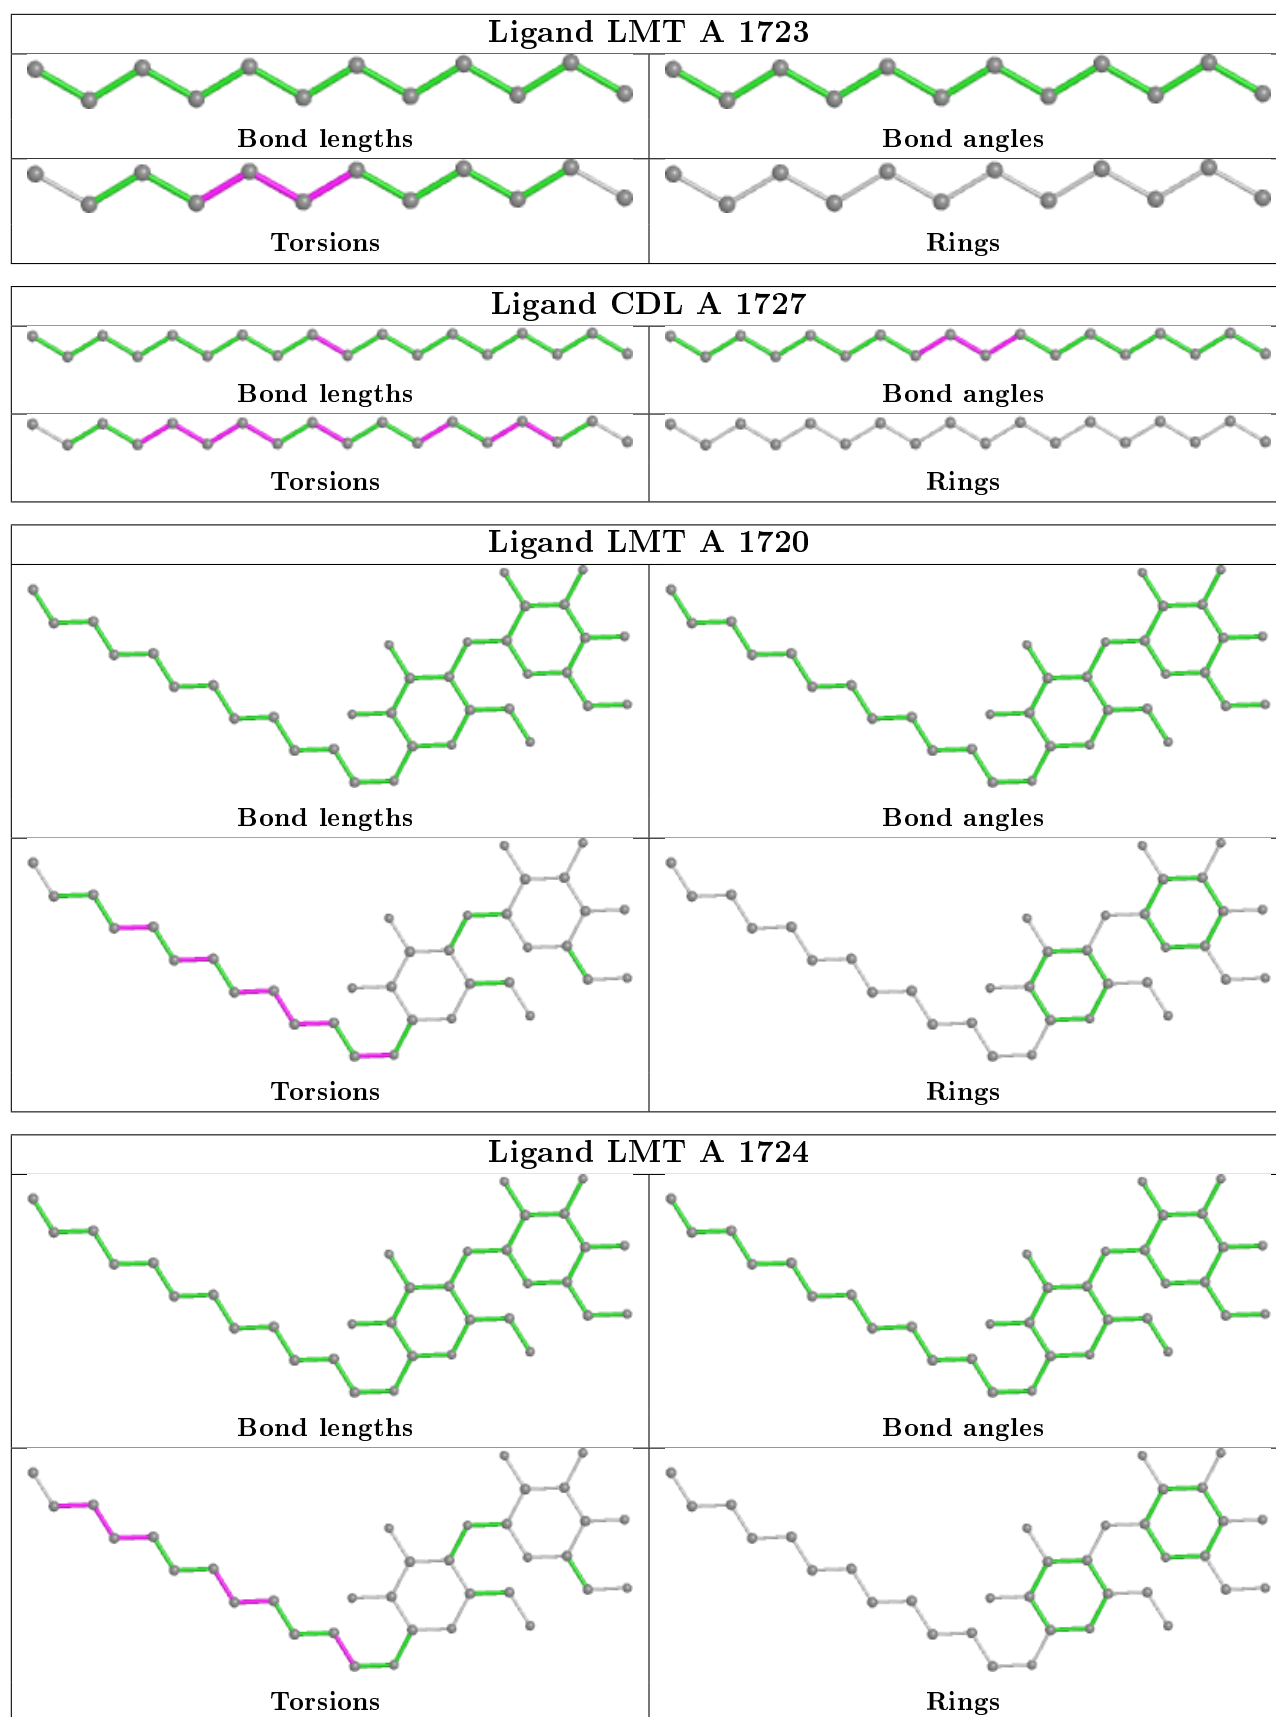 Ligand LMT A 1723
Bond lengths
Bond angles
Torsions
Rings
Ligand CDL A 1727
Bond lengths
Bond angles
Torsions
Rings
Ligand LMT A 1720
Bond lengths
Bond angles
Torsions
Rings
Ligand LMT A 1724
Bond lengths
Bond angles
Torsions
Rings